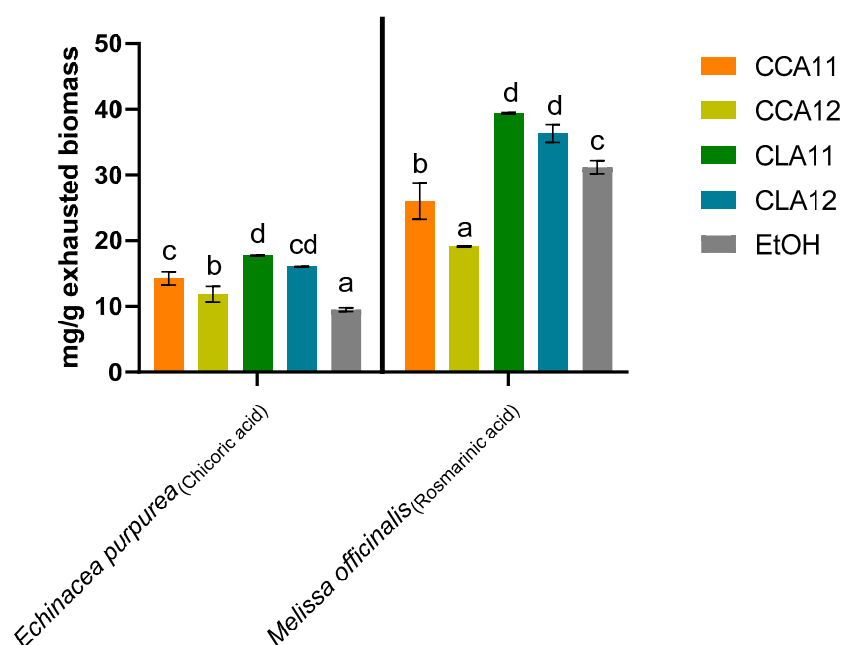 mg/g exhausted biomass
50
40
30
20
10
0
c
b
d
cd
a
b
a
d
d
c
Echinacea purpurea(Chicoric acid)
Melissa officinalis(Rosmarinic acid)
CCA11
CCA12
CLA11
CLA12
EtOH